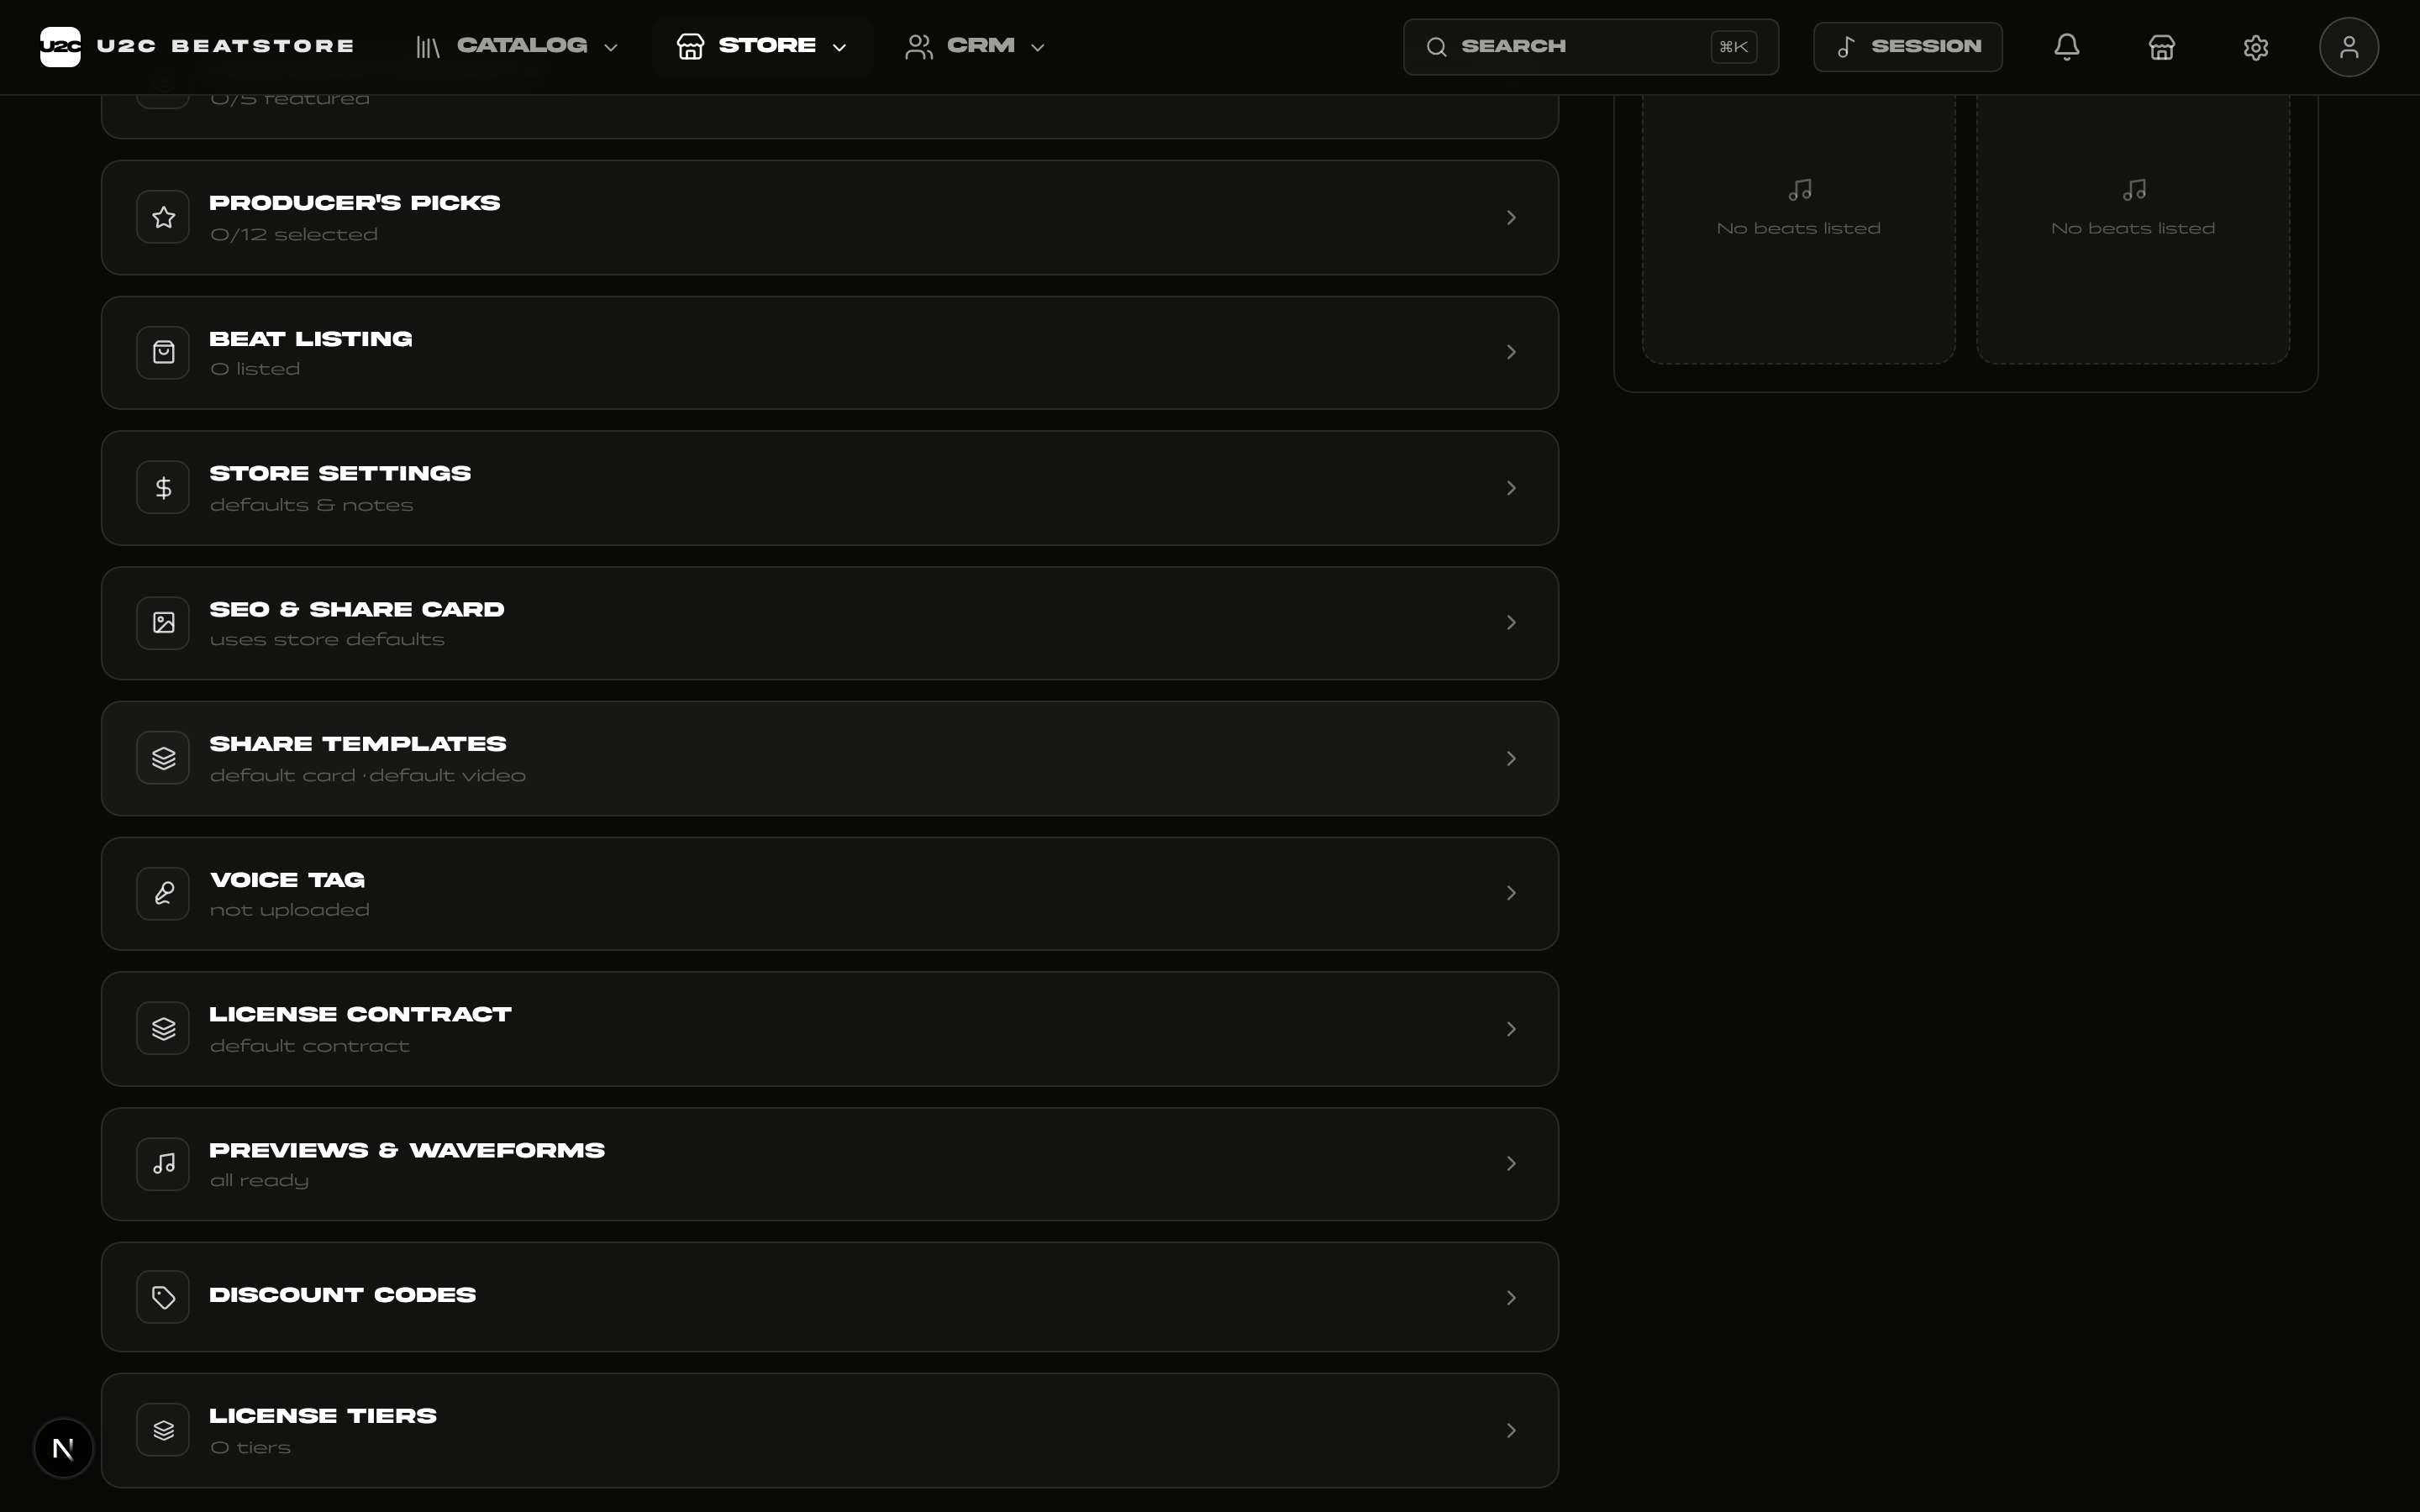 U2C
U2C BEATSTORE
CATALOG
STORE
CRM
SEARCH
⌘K
SESSION
0/5 featured
PRODUCER'S PICKS
0/12 selected
No beats listed
No beats listed
BEAT LISTING
0 listed
STORE SETTINGS
defaults & notes
SEO & SHARE CARD
uses store defaults
SHARE TEMPLATES
default card · default video
VOICE TAG
not uploaded
LICENSE CONTRACT
default contract
PREVIEWS & WAVEFORMS
all ready
DISCOUNT CODES
LICENSE TIERS
0 tiers
N